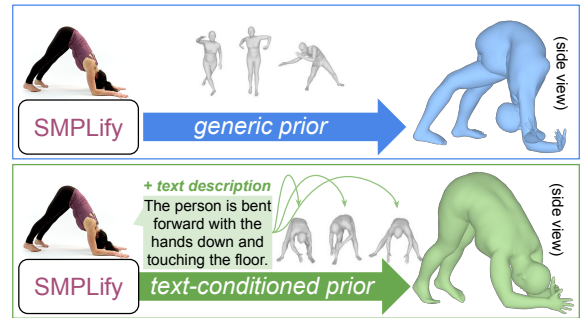 SMPLify
generic prior
(side view)
+ text description
The person is bent
forward with the
hands down and
touching the floor.
SMPLify
text-conditioned prior
(side view)